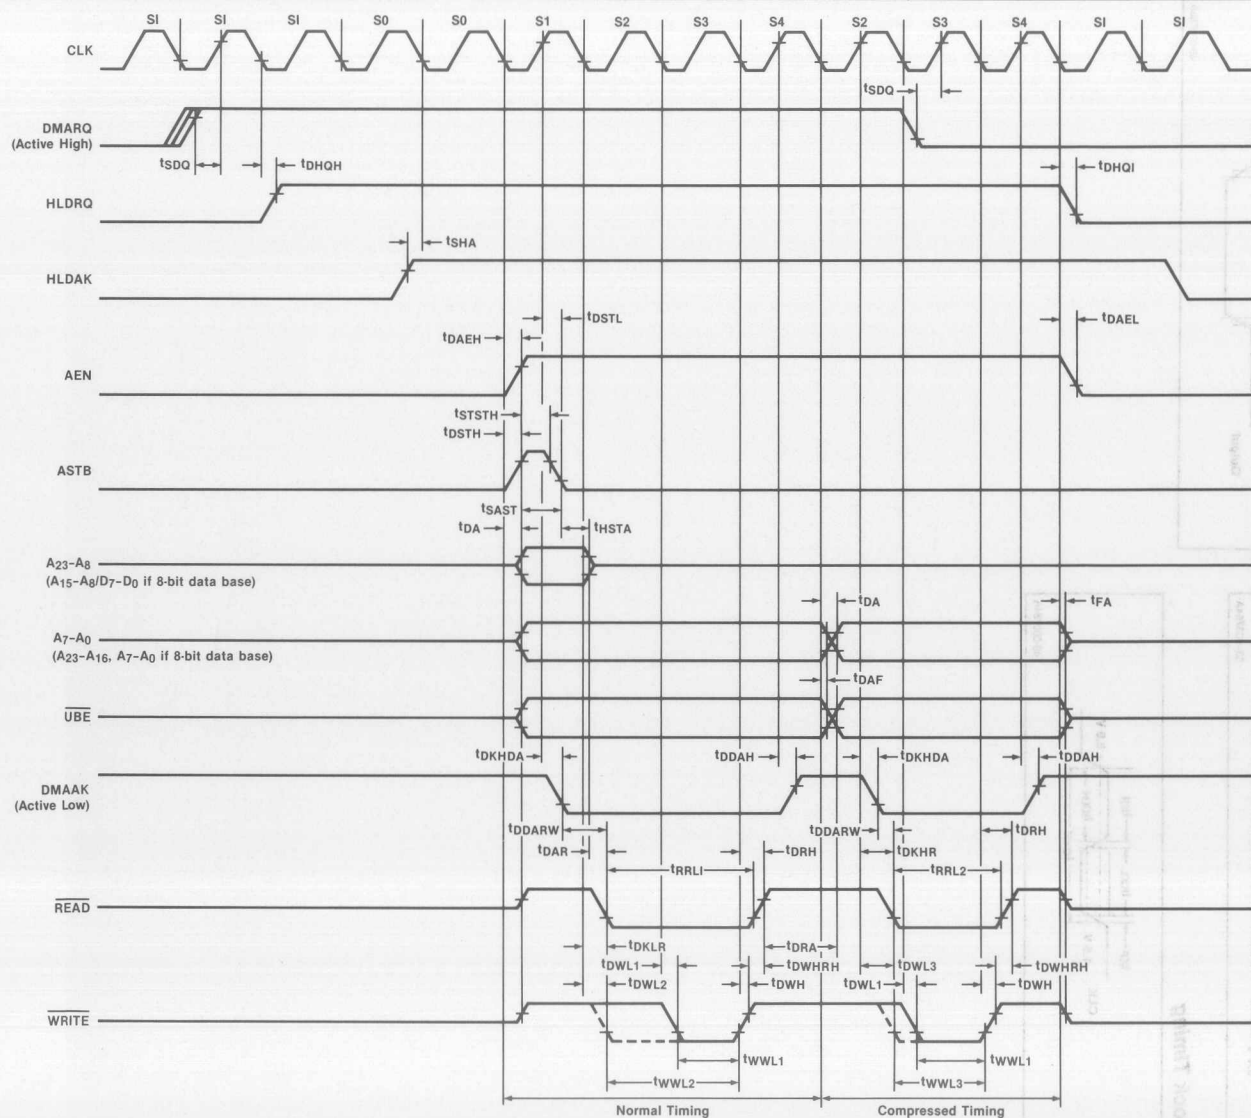 SI SI SI S0 S0 S1 S2 S3 S4 S2 S3 S4 SI SI
CLK
tSDQ
DMARQ
(Active High)
tSDQ tDHQH tDHQI
HLDRQ
tSHA
HLDAK
tDSTL tDAEL
tDAEH
AEN
tSTSTH
tDSTH
ASTB
tSAST
tDA tHSTA
A23–A8
(A15–A8/D7–D0 if 8-bit data base)
tDA tFA
A7–A0
(A23–A16, A7–A0 if 8-bit data base)
tDAF
UBE
tDKHDA tDDAH tDKHDA tDDAH
DMAAK
(Active Low)
tDDARW tDDARW tDRH
tDAR tDRH tDKHR
tRRLI tRRL2
READ
tDKLR tDRA
tDWL1 tDWHRH tDWL3 tDWHRH
tDWL2 tDWH tDWL1 tDWH
WRITE
tWWL1 tWWL1
tWWL2 tWWL3
Normal Timing Compressed Timing